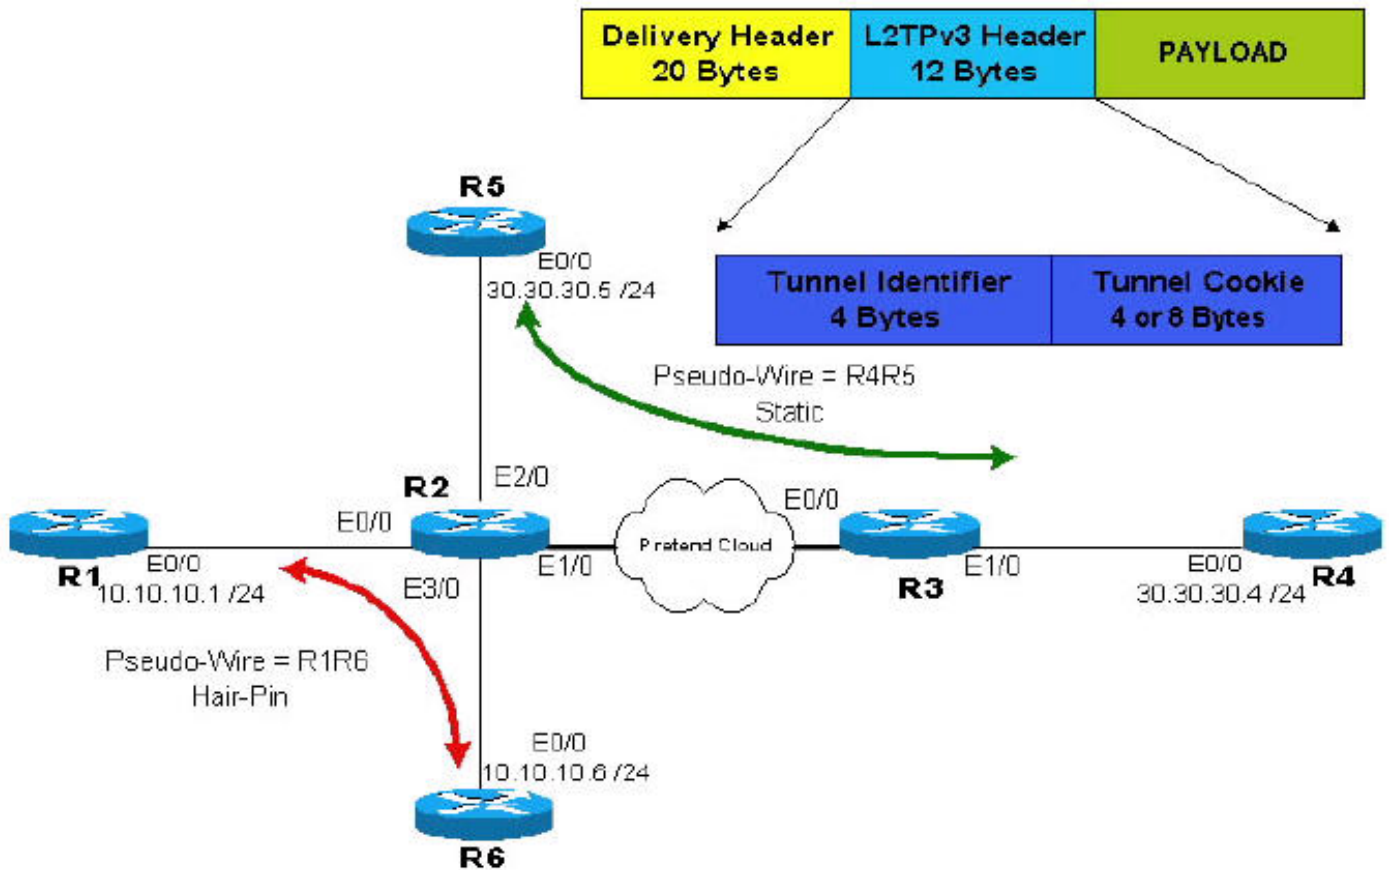 Delivery Header
20 Bytes
L2TPv3 Header
12 Bytes
PAYLOAD
R5
E0/0
30.30.30.5 /24
Tunnel Identifier
4 Bytes
Tunnel Cookie
4 or 8 Bytes
Pseudo-Wire = R4R5
Static
R2
E2/0
E0/0
E1/0
E3/0
Pretend Cloud
E0/0
R3
E1/0
E0/0
30.30.30.4 /24
R4
R1
E0/0
10.10.10.1 /24
Pseudo-Wire = R1R6
Hair-Pin
E0/0
10.10.10.6 /24
R6